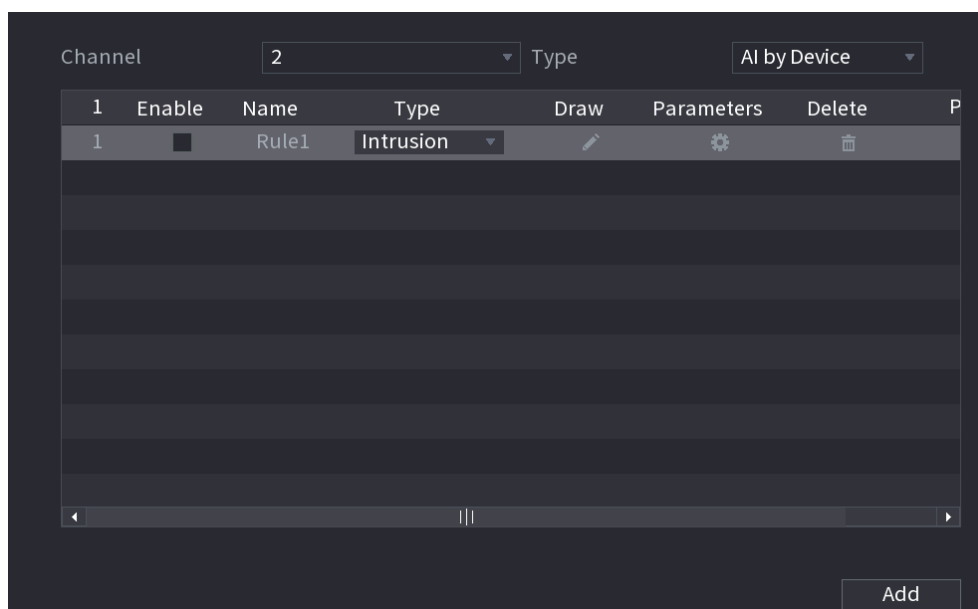 Channel 2 Type AI by Device
1 Enable Name Type Draw Parameters Delete P
1 Rule1 Intrusion
Add